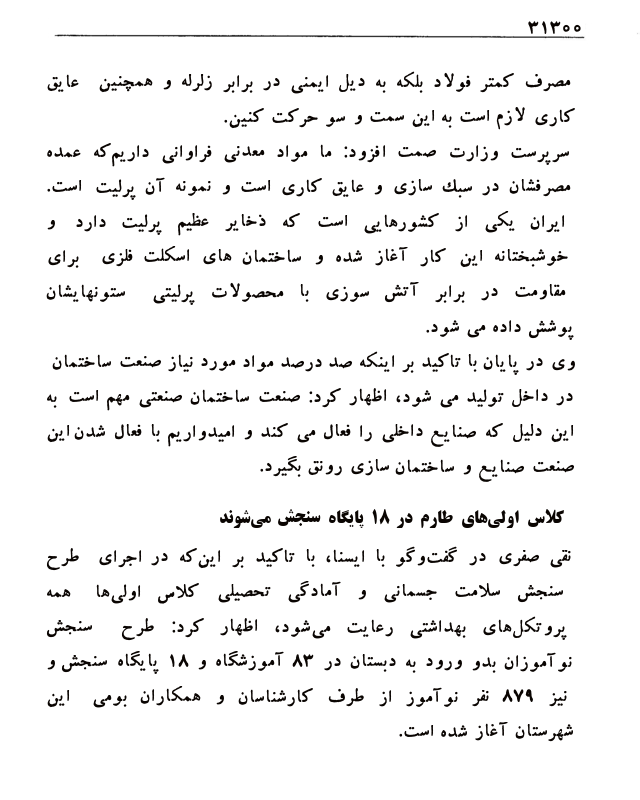 ۳۱۳۰۰
مصرف کمتر فولاد بلکه به دیل ایمنی در برابر زلرله و همچنین عایق
کاری لازم است به این سمت و سو حرکت کنین.
سرپرست وزارت صمت افزود: ما مواد معدنی فراوانی داریم‌که عمده
مصرفشان در سبك سازی و عایق کاری است و نمونه آن پرلیت است.
ایران یکی از کشورهایی است که ذخایر عظیم پرلیت دارد و
خوشبختانه این کار آغاز شده و ساختمان های اسکلت فلزی برای
مقاومت در برابر آتش سوزی با محصولات پرلیتی ستونهایشان
پوشش داده می شود.
وی در پایان با تاکید بر اینکه صد درصد مواد مورد نیاز صنعت ساختمان
در داخل تولید می شود، اظهار کرد: صنعت ساختمان صنعتی مهم است به
این دلیل که صنایع داخلی را فعال می کند و امیدواریم با فعال شدن این
صنعت صنایع و ساختمان سازی رونق بگیرد.
کلاس اولی‌های طارم در ۱۸ پایگاه سنجش می‌شوند
نقی صفری در گفت‌وگو با ایسنا، با تاکید بر این‌که در اجرای طرح
سنجش سلامت جسمانی و آمادگی تحصیلی کلاس اولی‌ها همه
پروتکل‌های بهداشتی رعایت می‌شود، اظهار کرد: طرح سنجش
نوآموزان بدو ورود به دبستان در ۸۳ آموزشگاه و ۱۸ پایگاه سنجش و
نیز ۸۷۹ نفر نوآموز از طرف کارشناسان و همکاران بومی این
شهرستان آغاز شده است.